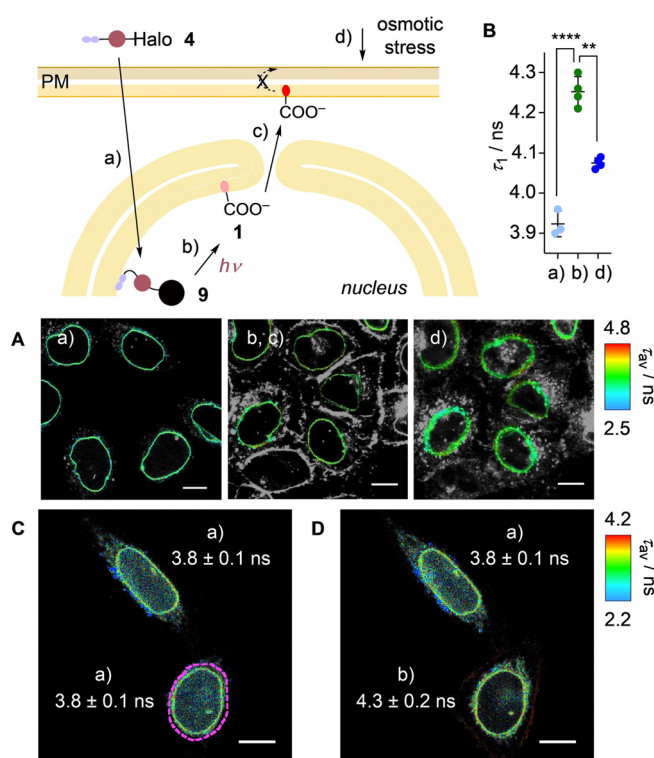 Halo 4
d)
osmotic
stress
PM
X
COO⁻
a)
c)
COO⁻
1
b)
hν
9
nucleus
B
****
**
4.3
4.2
4.1
4.0
3.9
τ₁ / ns
a) b) d)
A
a)
b, c)
d)
4.8
τav / ns
2.5
C
a)
3.8 ± 0.1 ns
a)
3.8 ± 0.1 ns
D
a)
3.8 ± 0.1 ns
b)
4.3 ± 0.2 ns
4.2
τav / ns
2.2